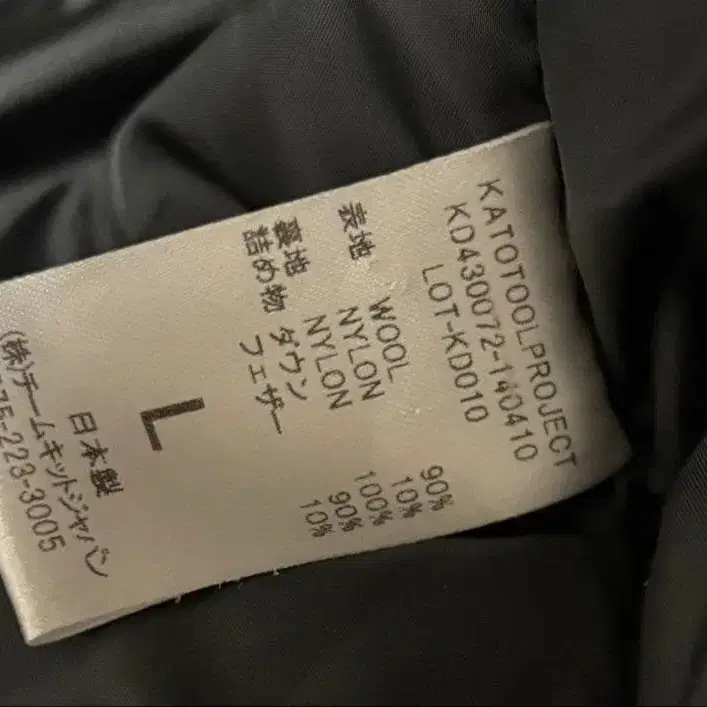 KATOTOOLPROJECT
KD430072-140410
LOT-KD010
表地 WOOL 90%
NYLON 10%
裏地 NYLON 100%
詰め物 ダウン 90%
フェザー 10%
L
日本製
(株)チームキットジャパン
75-223-3005